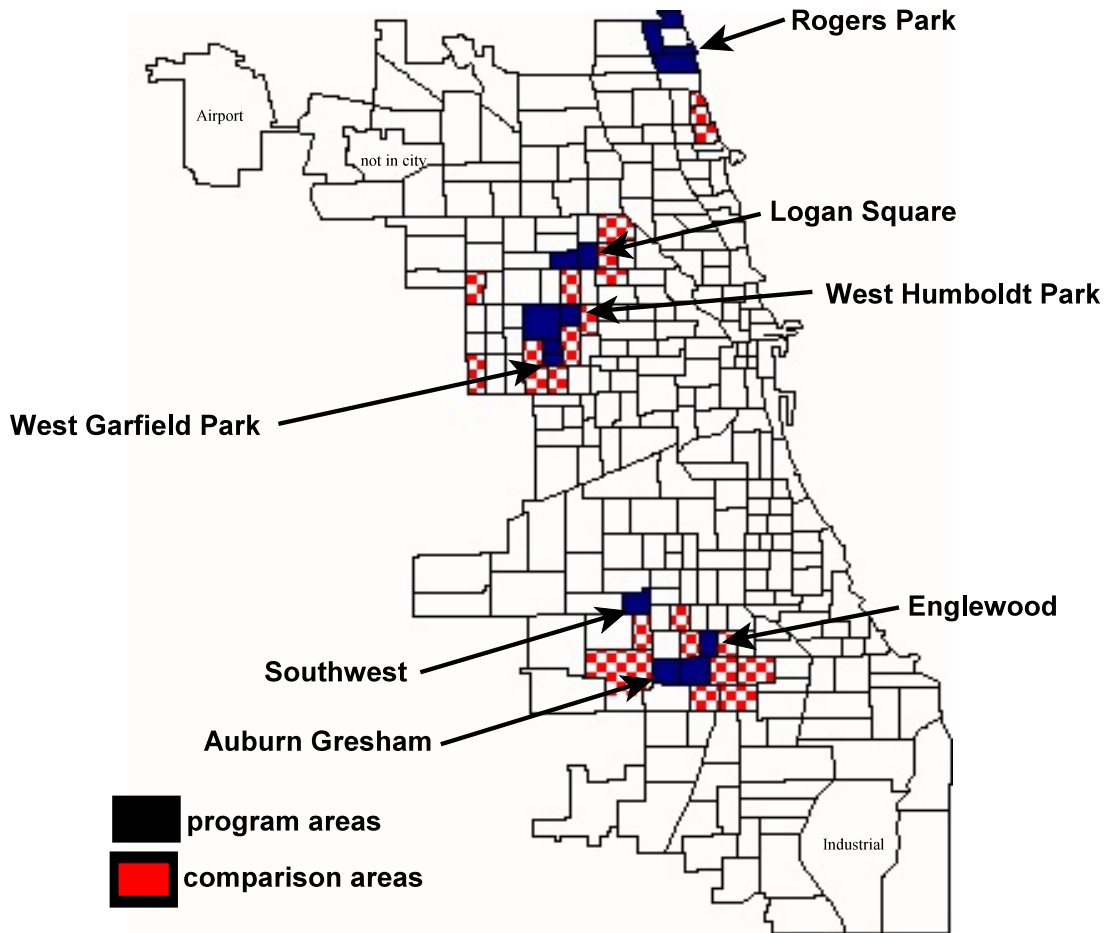 Rogers Park
Airport
not in city
Logan Square
West Humboldt Park
West Garfield Park
Englewood
Southwest
Auburn Gresham
program areas
Industrial
comparison areas